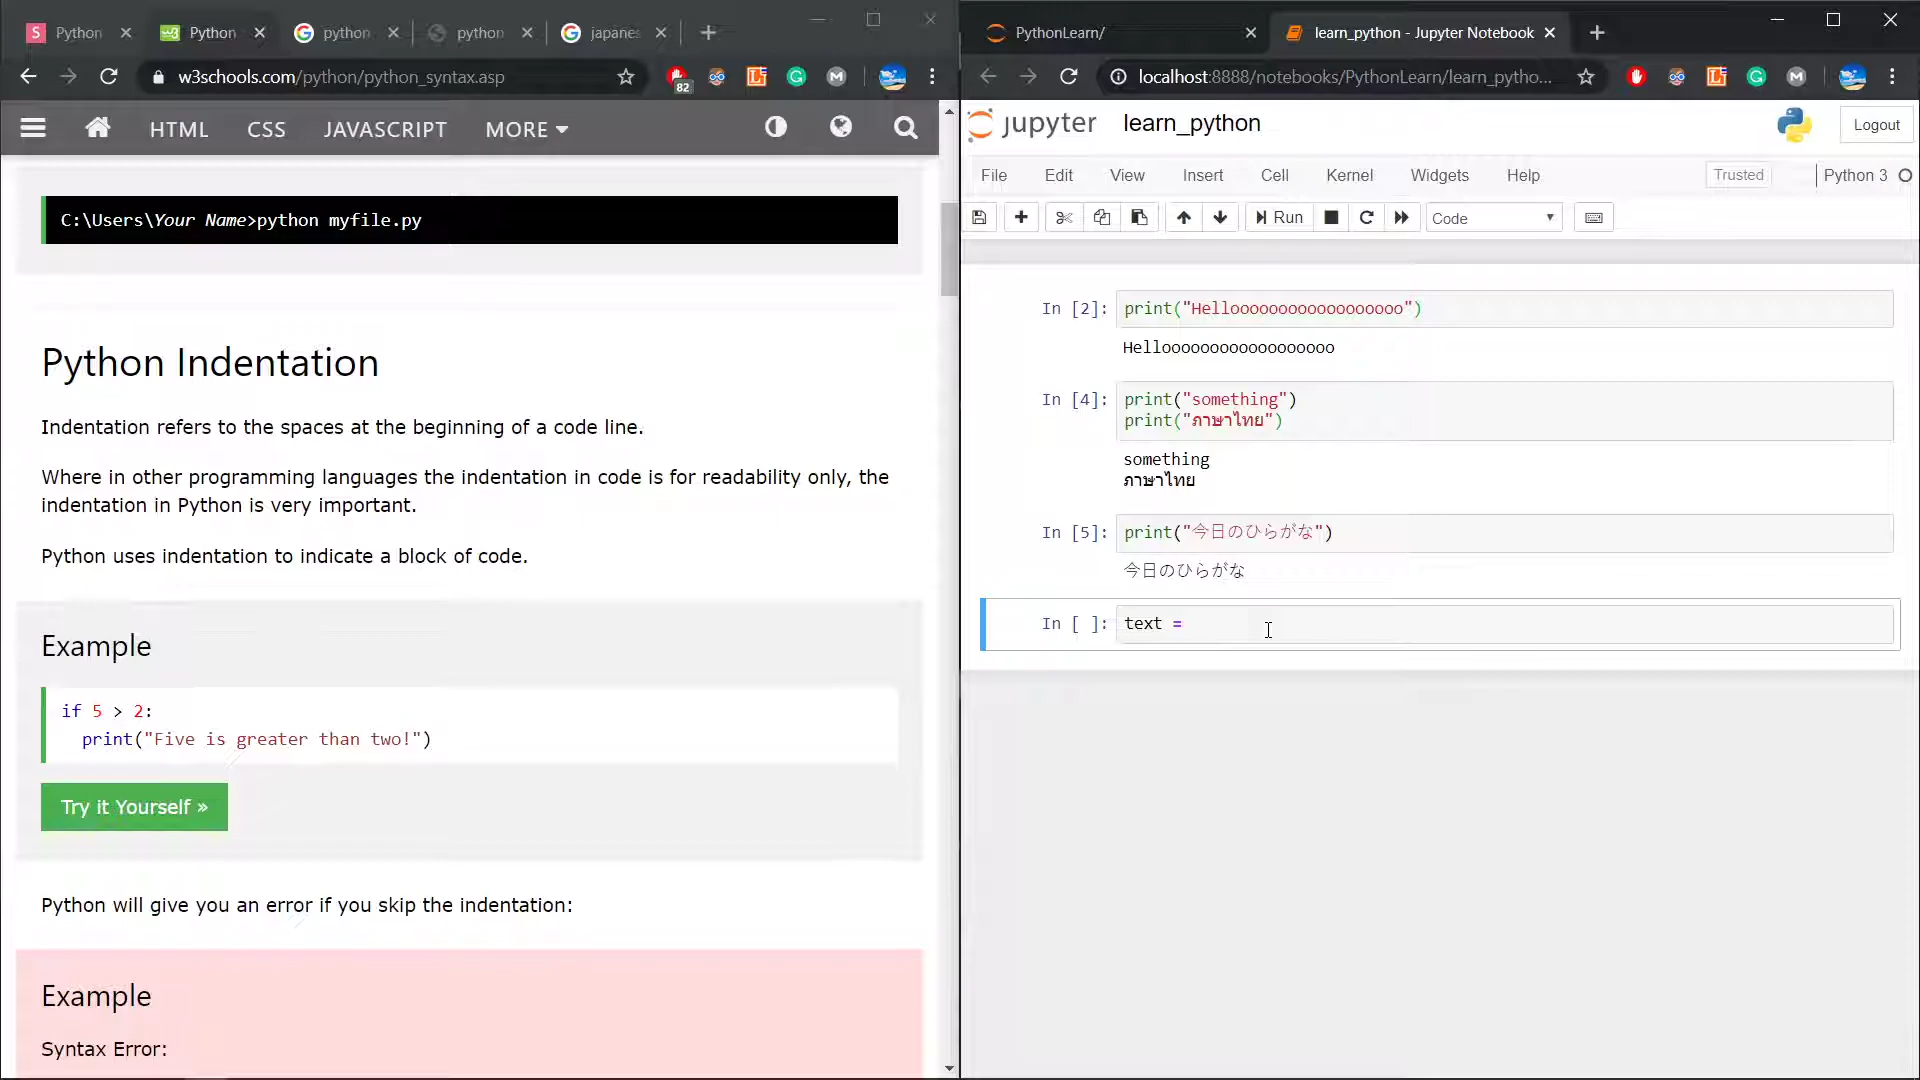 Python
Python
python
python
japanes
w3schools.com/python/python_syntax.asp
82
HTML
CSS
JAVASCRIPT
MORE
C:\Users\Your Name>python myfile.py
Python Indentation
Indentation refers to the spaces at the beginning of a code line.
Where in other programming languages the indentation in code is for readability only, the
indentation in Python is very important.
Python uses indentation to indicate a block of code.
Example
if 5 > 2:
print("Five is greater than two!")
Try it Yourself »
Python will give you an error if you skip the indentation:
Example
Syntax Error:
PythonLearn/
learn_python - Jupyter Notebook
localhost:8888/notebooks/PythonLearn/learn_pytho...
jupyter
learn_python
Logout
File
Edit
View
Insert
Cell
Kernel
Widgets
Help
Trusted
Python 3
Run
Code
In [2]: print("Helloooooooooooooooooo")
Helloooooooooooooooooo
In [4]: print("something")
print("ภาษาไทย")
something
ภาษาไทย
In [5]: print("今日のひらがな")
今日のひらがな
In [ ]: text =